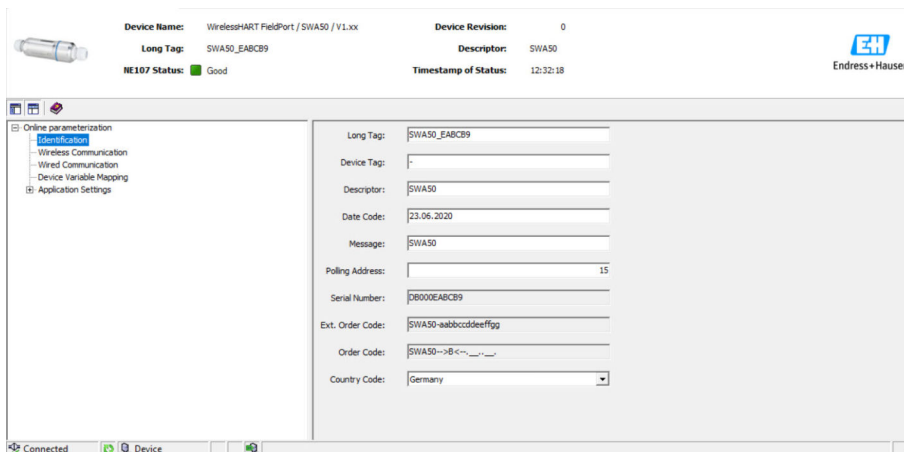 Device Name: WirelessHART FieldPort / SWA50 / V1.xx Device Revision: 0
Long Tag: SWA50_EABCB9 Descriptor: SWA50
NE107 Status: Good Timestamp of Status: 12:32:18
EH
Endress+Hauser
Online parameterization
Identification
Wireless Communication
Wired Communication
Device Variable Mapping
Application Settings
Long Tag: SWA50_EABCB9
Device Tag: -
Descriptor: SWA50
Date Code: 23.06.2020
Message: SWA50
Polling Address: 15
Serial Number: DB000EABCB9
Ext. Order Code: SWA50-aabbccddeeffgg
Order Code: SWA50-->B<--.__,..__.
Country Code: Germany
Connected Device